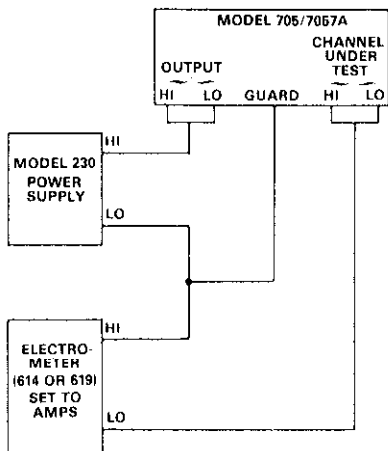 MODEL 705/7057A
CHANNEL
UNDER
TEST
OUTPUT
HI LO GUARD HI LO
HI
MODEL 230
POWER
SUPPLY
LO
HI
ELECTRO-
METER
(614 OR 619)
SET TO
AMPS
LO